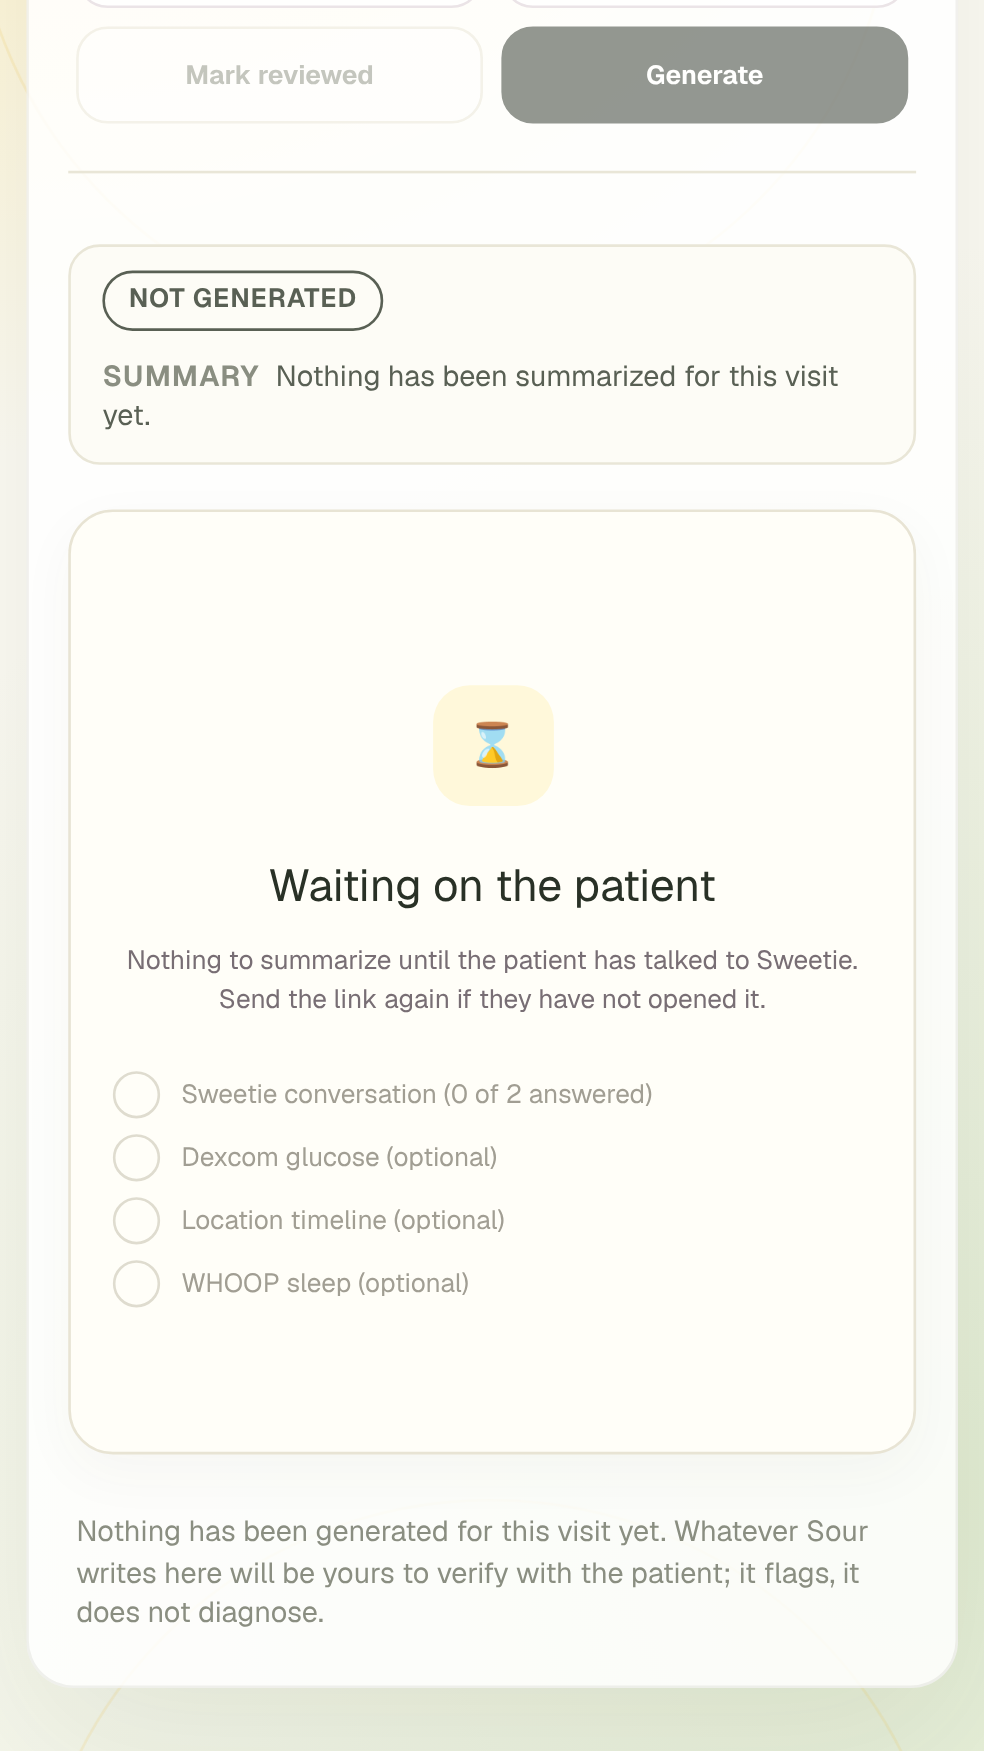 Mark reviewed
Generate
NOT GENERATED
SUMMARY Nothing has been summarized for this visit
yet.
Waiting on the patient
Nothing to summarize until the patient has talked to Sweetie.
Send the link again if they have not opened it.
Sweetie conversation (0 of 2 answered)
Dexcom glucose (optional)
Location timeline (optional)
WHOOP sleep (optional)
Nothing has been generated for this visit yet. Whatever Sour
writes here will be yours to verify with the patient; it flags, it
does not diagnose.